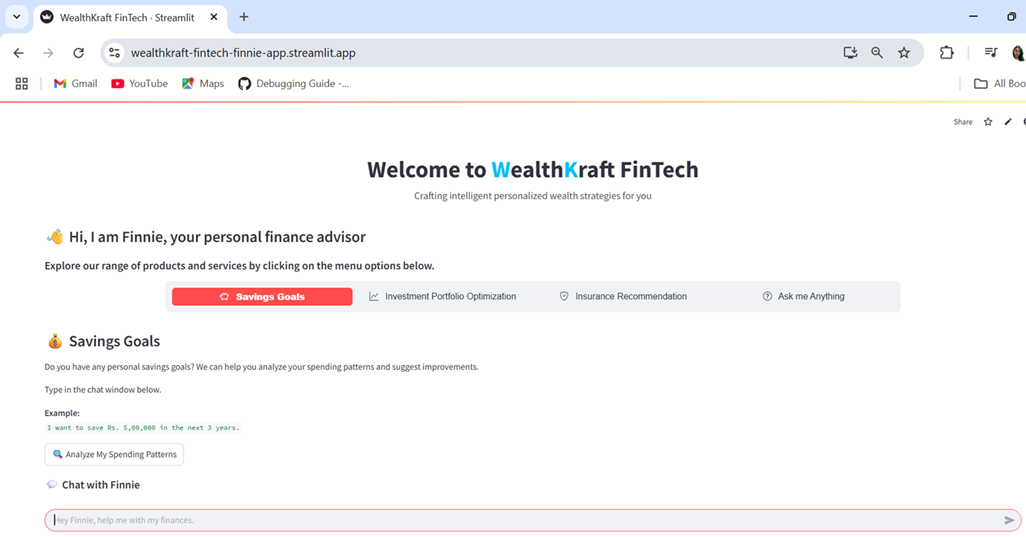 WealthKraft FinTech · Streamlit
wealthkraft-fintech-finnie-app.streamlit.app
Gmail YouTube Maps Debugging Guide -... All Boo
Share
Welcome to WealthKraft FinTech
Crafting intelligent personalized wealth strategies for you
Hi, I am Finnie, your personal finance advisor
Explore our range of products and services by clicking on the menu options below.
Savings Goals Investment Portfolio Optimization Insurance Recommendation Ask me Anything
Savings Goals
Do you have any personal savings goals? We can help you analyze your spending patterns and suggest improvements.
Type in the chat window below.
Example:
I want to save Rs. 5,00,000 in the next 3 years.
Analyze My Spending Patterns
Chat with Finnie
Hey Finnie, help me with my finances.